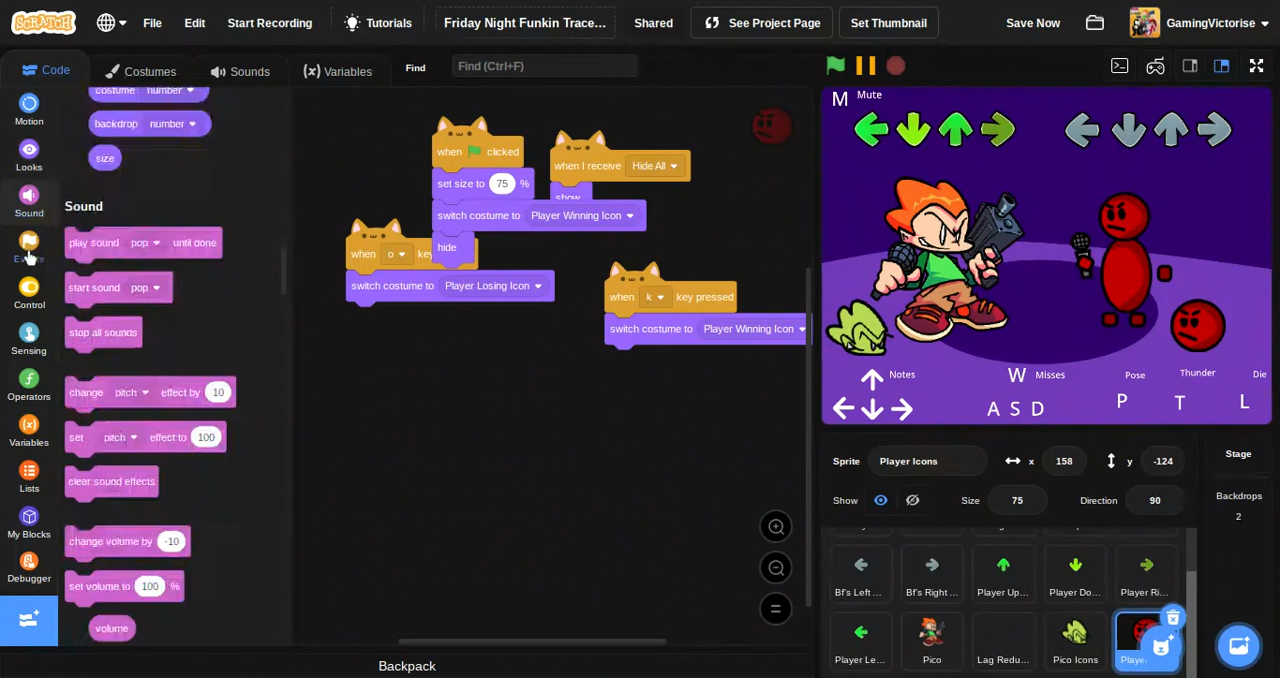 SCRATCH
File
Edit
Start Recording
Tutorials
Friday Night Funkin Trace...
Shared
See Project Page
Set Thumbnail
Save Now
GamingVictorise
Code
Costumes
Sounds
(x) Variables
Find
Find (Ctrl+F)
Motion
Looks
Sound
Events
Control
Sensing
Operators
Variables
Lists
My Blocks
Debugger
costume number
backdrop number
size
Sound
play sound pop until done
start sound pop
stop all sounds
change pitch effect by 10
set pitch effect to 100
clear sound effects
change volume by -10
set volume to 100 %
volume
when clicked
set size to 75 %
switch costume to Player Winning Icon
hide
when I receive Hide All
show
when o key
switch costume to Player Losing Icon
when k key pressed
switch costume to Player Winning Icon
Backpack
M Mute
Notes
W Misses
A S D
Pose
P
Thunder
T
Die
L
Sprite Player Icons x 158 y -124
Show Size 75 Direction 90
Stage
Backdrops
2
Bf's Left ...
Bf's Right ...
Player Up...
Player Do...
Player Ri...
Player Le...
Pico
Lag Redu...
Pico Icons
Player